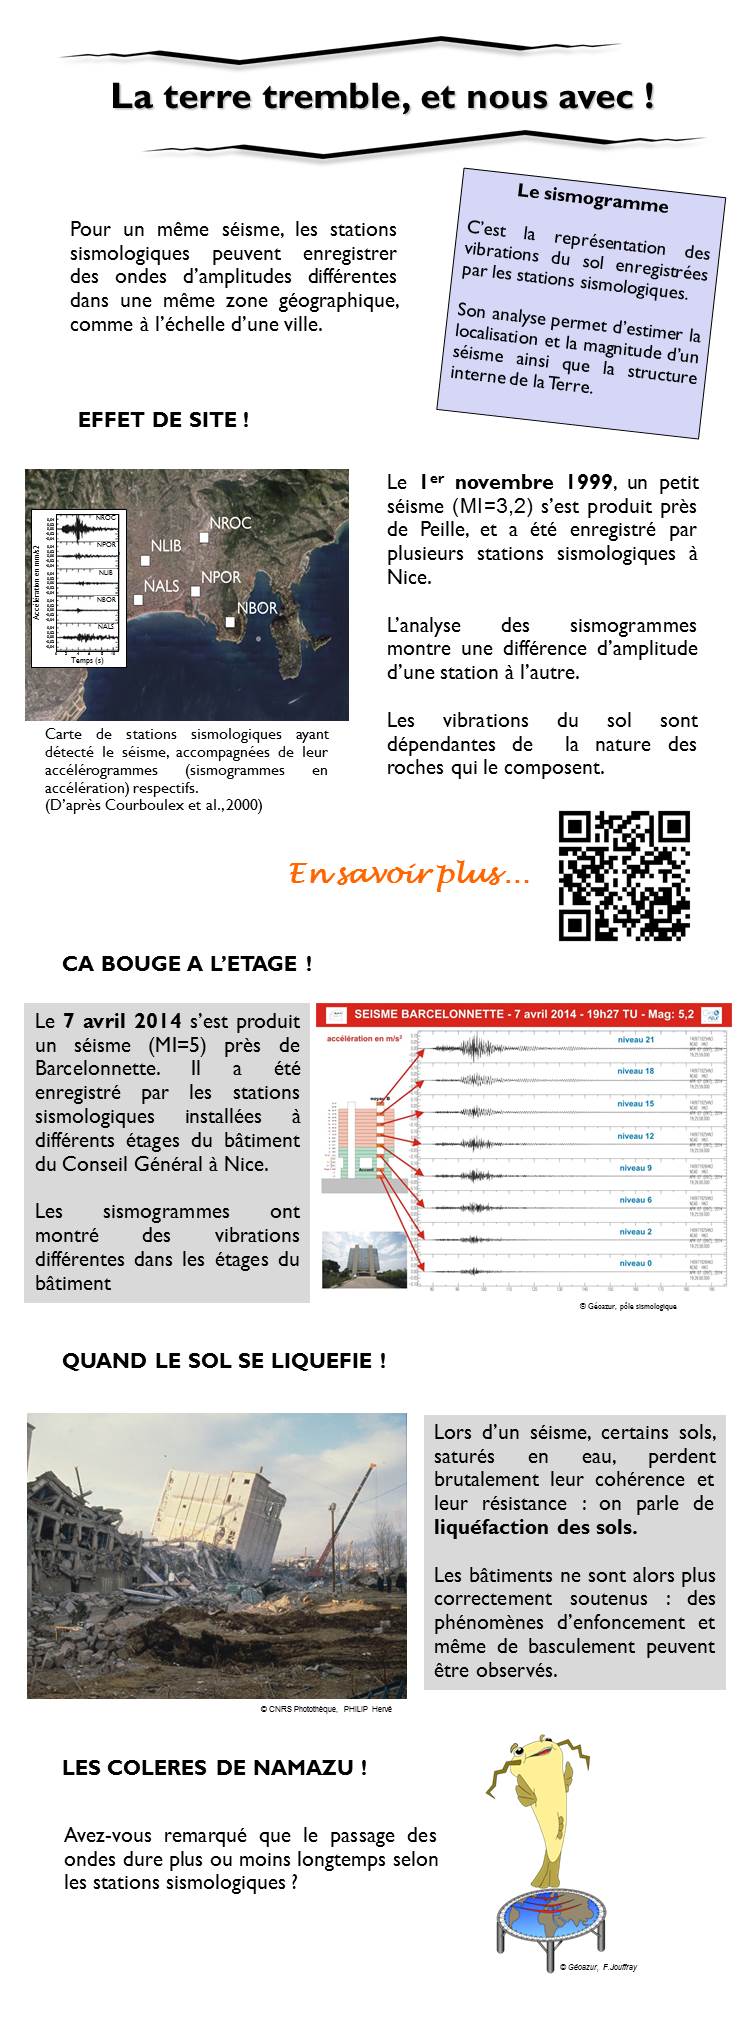 La terre tremble, et nous avec !
Pour un même séisme, les stations
sismologiques peuvent enregistrer
des ondes d’amplitudes différentes
dans une même zone géographique,
comme à l’échelle d’une ville.
Le sismogramme
C’est la représentation des
vibrations du sol enregistrées
par les stations sismologiques.
Son analyse permet d’estimer la
localisation et la magnitude d’un
séisme ainsi que la structure
interne de la Terre.
EFFET DE SITE !
NROC
NPOR
NLIB
NBOR
NALS
Accélération en mm/s2
Temps (s)
NROC
NLIB
NALS
NPOR
NBOR
Carte de stations sismologiques ayant
détecté le séisme, accompagnées de leur
accélérogrammes (sismogrammes en
accélération) respectifs.
(D’après Courboulex et al., 2000)
Le 1er novembre 1999, un petit
séisme (Ml=3,2) s’est produit près
de Peille, et a été enregistré par
plusieurs stations sismologiques à
Nice.
L’analyse des sismogrammes
montre une différence d’amplitude
d’une station à l’autre.
Les vibrations du sol sont
dépendantes de la nature des
roches qui le composent.
En savoir plus…
CA BOUGE A L’ETAGE !
Le 7 avril 2014 s’est produit
un séisme (Ml=5) près de
Barcelonnette. Il a été
enregistré par les stations
sismologiques installées à
différents étages du bâtiment
du Conseil Général à Nice.
Les sismogrammes ont
montré des vibrations
différentes dans les étages du
bâtiment
SEISME BARCELONNETTE - 7 avril 2014 - 19h27 TU - Mag: 5,2
accélération en m/s²
niveau 21
niveau 18
niveau 15
niveau 12
niveau 9
niveau 6
niveau 2
niveau 0
noyau B
Accueil
80 90 100 110 120 130 140 150 160 170 180 190
© Géoazur, pôle sismologique
QUAND LE SOL SE LIQUEFIE !
Lors d’un séisme, certains sols,
saturés en eau, perdent
brutalement leur cohérence et
leur résistance : on parle de
liquéfaction des sols.
Les bâtiments ne sont alors plus
correctement soutenus : des
phénomènes d’enfoncement et
même de basculement peuvent
être observés.
© CNRS Photothèque, PHILIP Hervé
LES COLERES DE NAMAZU !
Avez-vous remarqué que le passage des
ondes dure plus ou moins longtemps selon
les stations sismologiques ?
© Géoazur, F.Jouffray